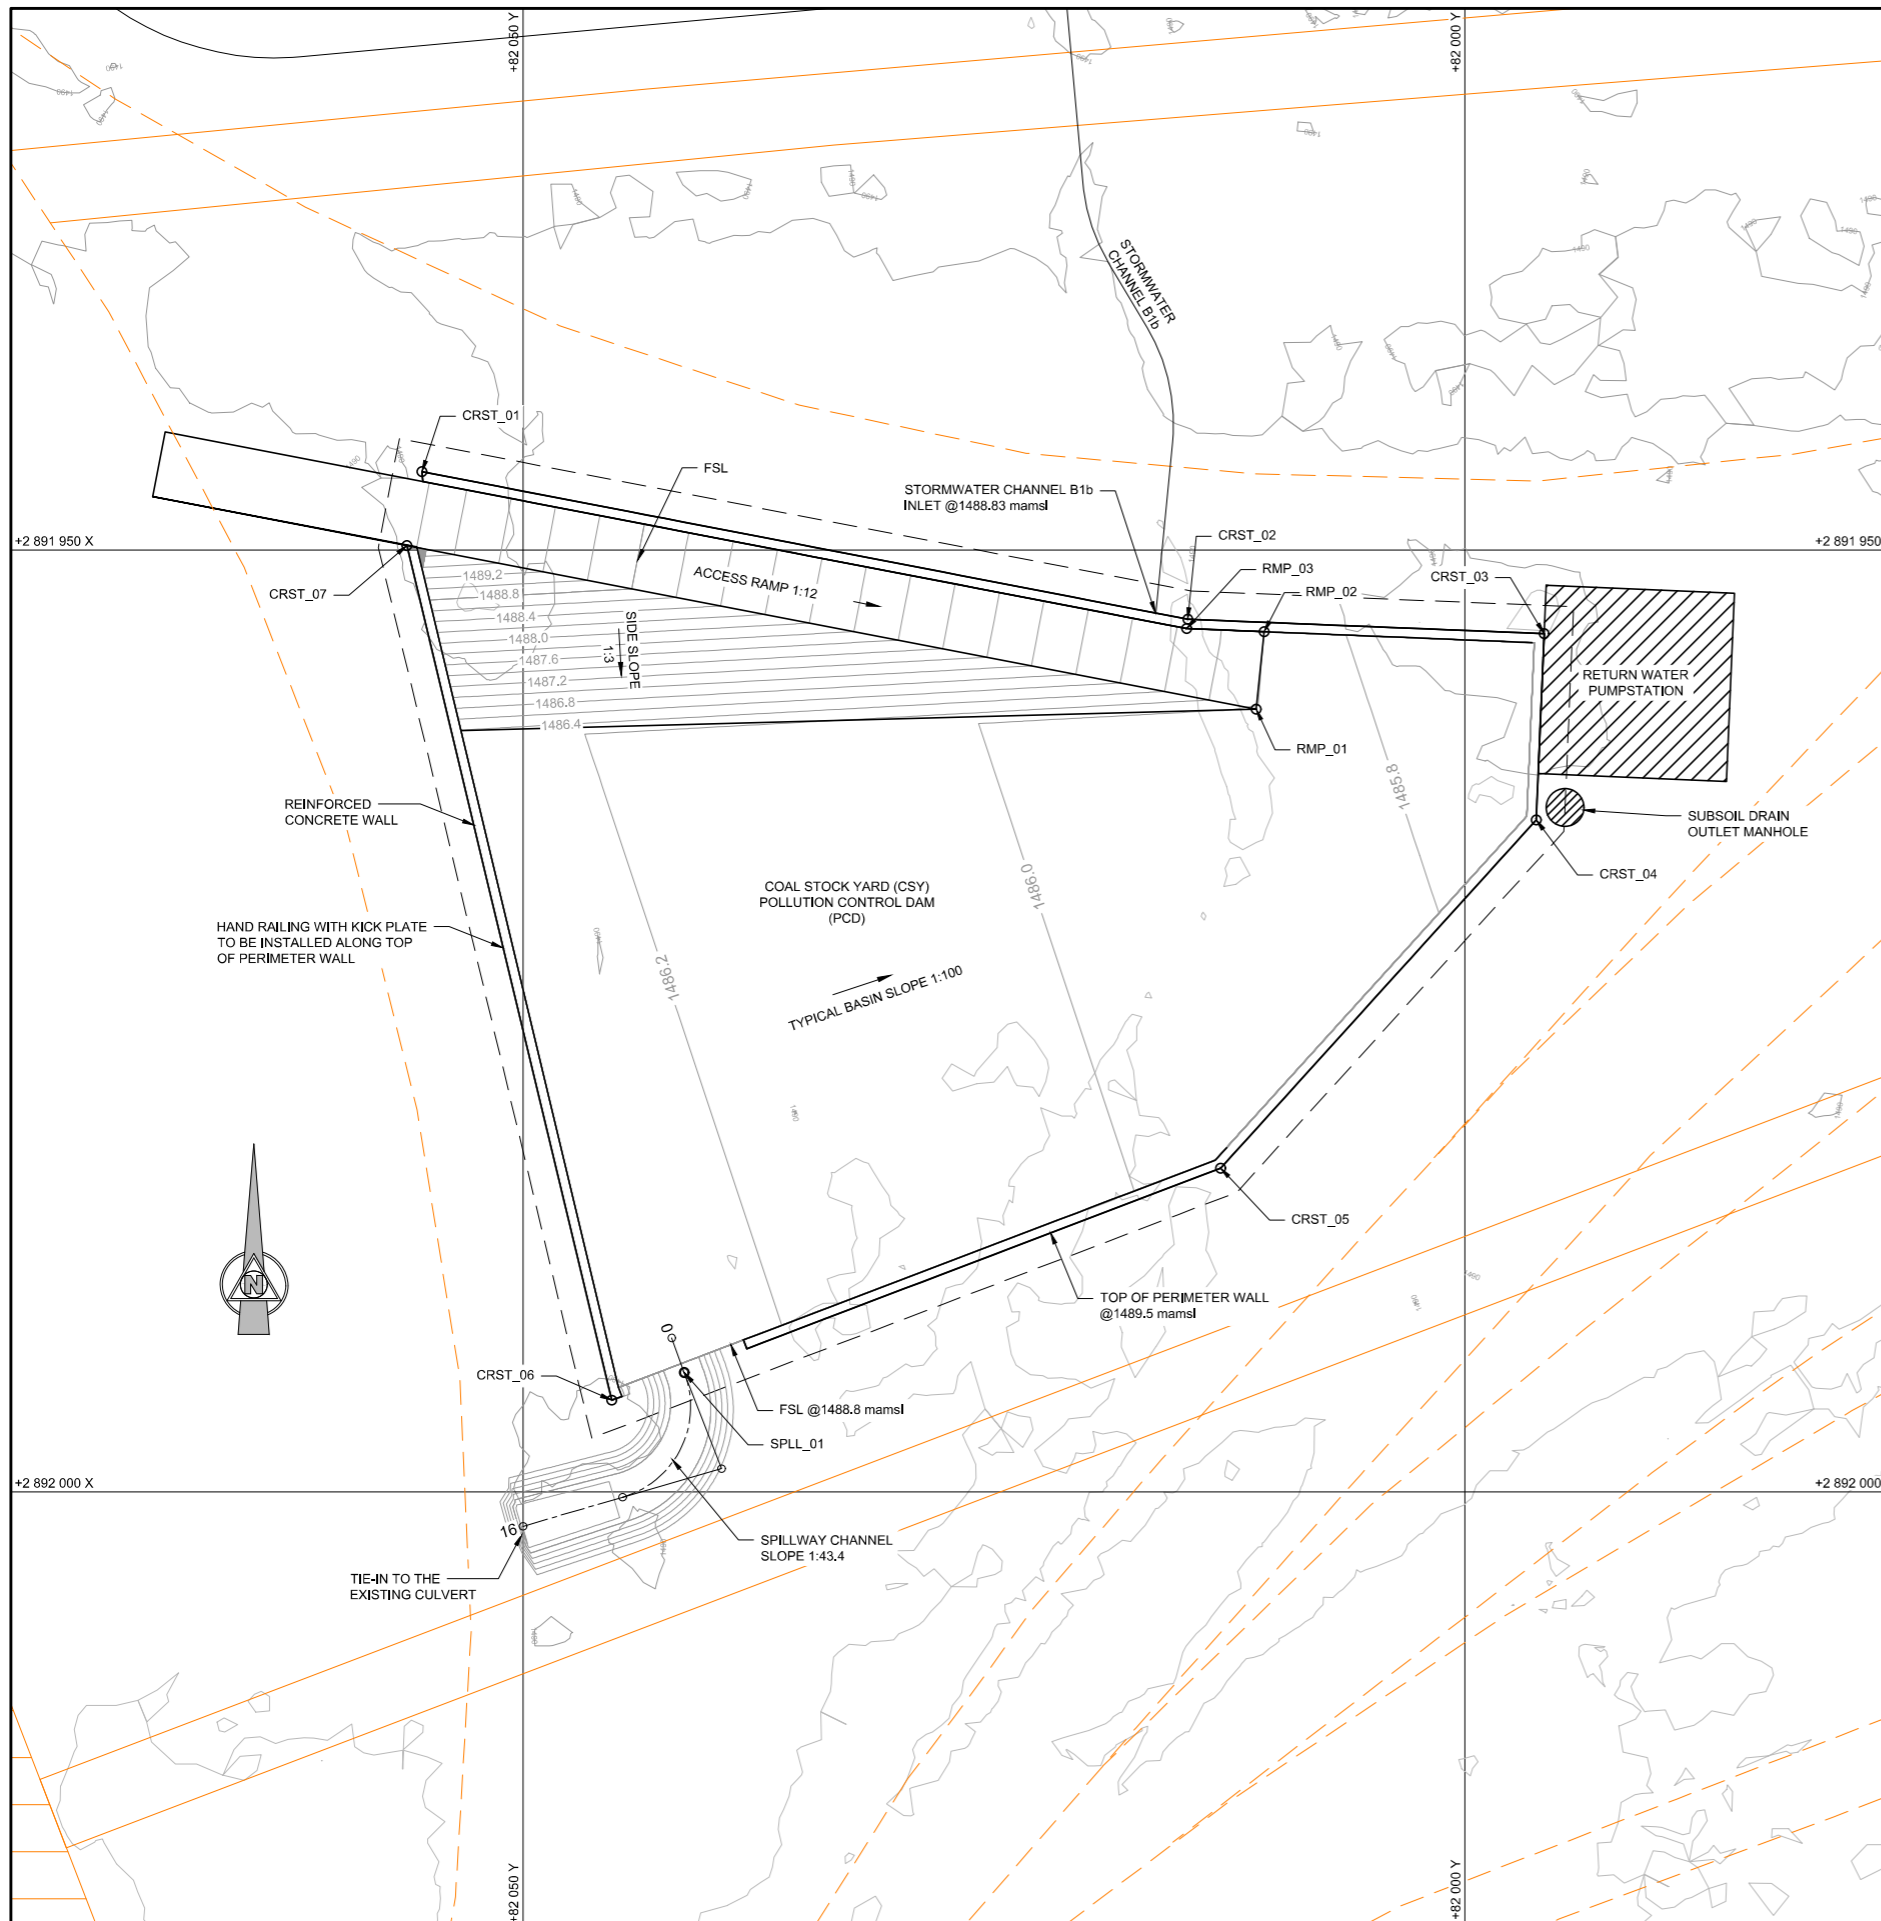 +82 050 Y
+82 000 Y
STORMWATER
CHANNEL B1b
CRST_01
FSL
STORMWATER CHANNEL B1b
INLET @1488.83 mamsl
CRST_02
+2 891 950 X
+2 891 950
RMP_03
CRST_03
RMP_02
CRST_07
ACCESS RAMP 1:12
1489.2
1488.8
1488.4
1488.0
1487.6
1487.2
1486.8
1486.4
SIDE SLOPE
1:3
RETURN WATER
PUMPSTATION
RMP_01
1485.8
REINFORCED
CONCRETE WALL
SUBSOIL DRAIN
OUTLET MANHOLE
CRST_04
COAL STOCK YARD (CSY)
POLLUTION CONTROL DAM
(PCD)
1486.0
HAND RAILING WITH KICK PLATE
TO BE INSTALLED ALONG TOP
OF PERIMETER WALL
1486.2
TYPICAL BASIN SLOPE 1:100
N
CRST_05
TOP OF PERIMETER WALL
@1489.5 mamsl
0
CRST_06
FSL @1488.8 mamsl
SPLL_01
+2 892 000 X
+2 892 000
16
SPILLWAY CHANNEL
SLOPE 1:43.4
TIE-IN TO THE
EXISTING CULVERT
+82 050 Y
+82 000 Y